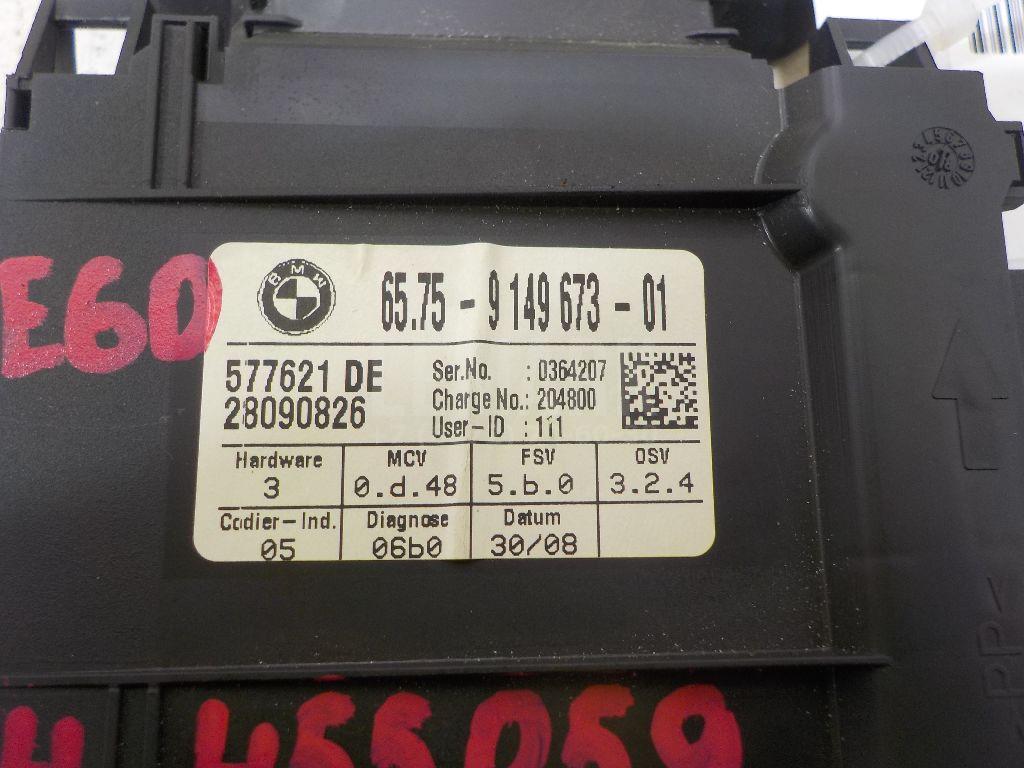 E60
BMW
65.75 - 9 149 673 - 01
577621 DE
28090826
Ser.No. : 0364207
Charge No.: 204800
User-ID : 111
Hardware MCV FSV OSV
3 0.d.48 5.b.0 3.2.4
Codier-Ind. Diagnose Datum
05 06b0 30/08
>PP<
455059